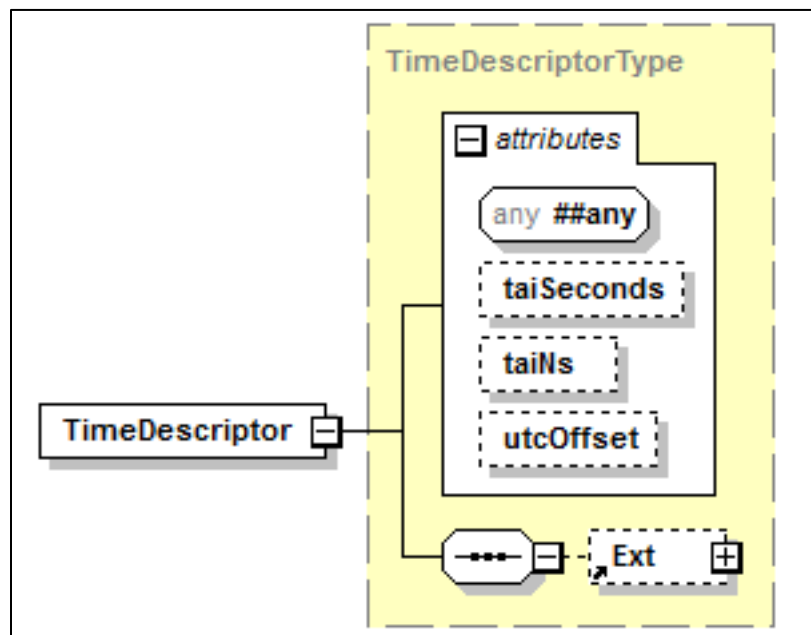 TimeDescriptorType
attributes
any ##any
taiSeconds
taiNs
utcOffset
TimeDescriptor
Ext